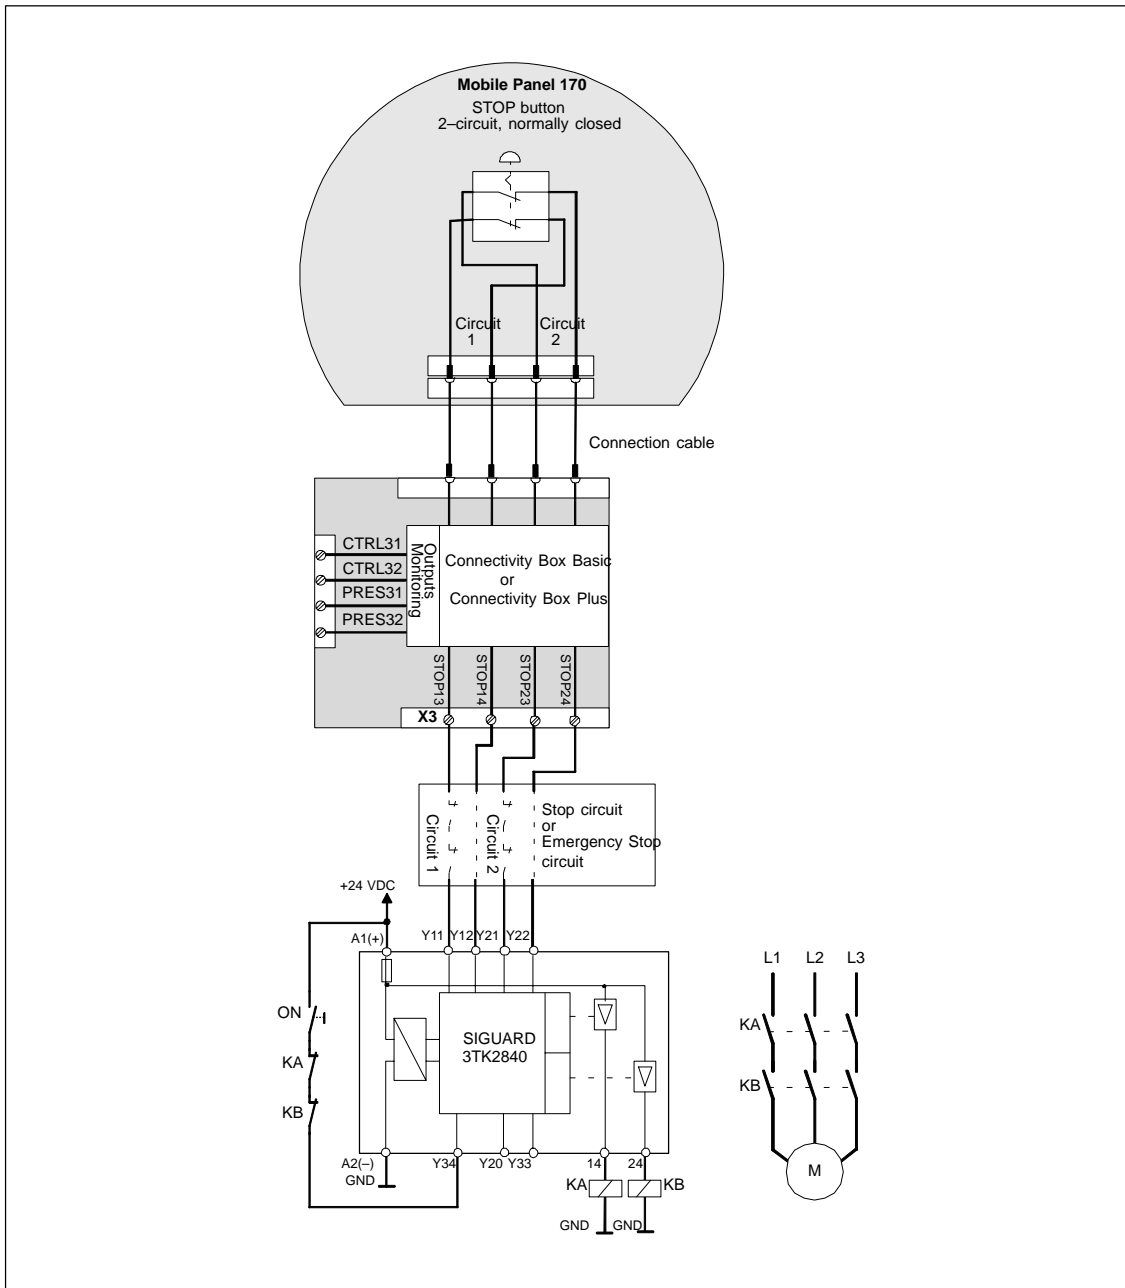 Mobile Panel 170
STOP button
2–circuit, normally closed
Circuit
1
Circuit
2
Connection cable
CTRL31
CTRL32
PRES31
PRES32
Outputs
Monitoring
Connectivity Box Basic
or
Connectivity Box Plus
STOP13
STOP14
STOP23
STOP24
X3
Circuit 1
Circuit 2
Stop circuit
or
Emergency Stop
circuit
+24 VDC
A1(+)
Y11
Y12
Y21
Y22
ON
KA
KB
SIGUARD
3TK2840
A2(–)
GND
Y34
Y20
Y33
14
24
KA
KB
GND
GND
L1
L2
L3
KA
KB
M